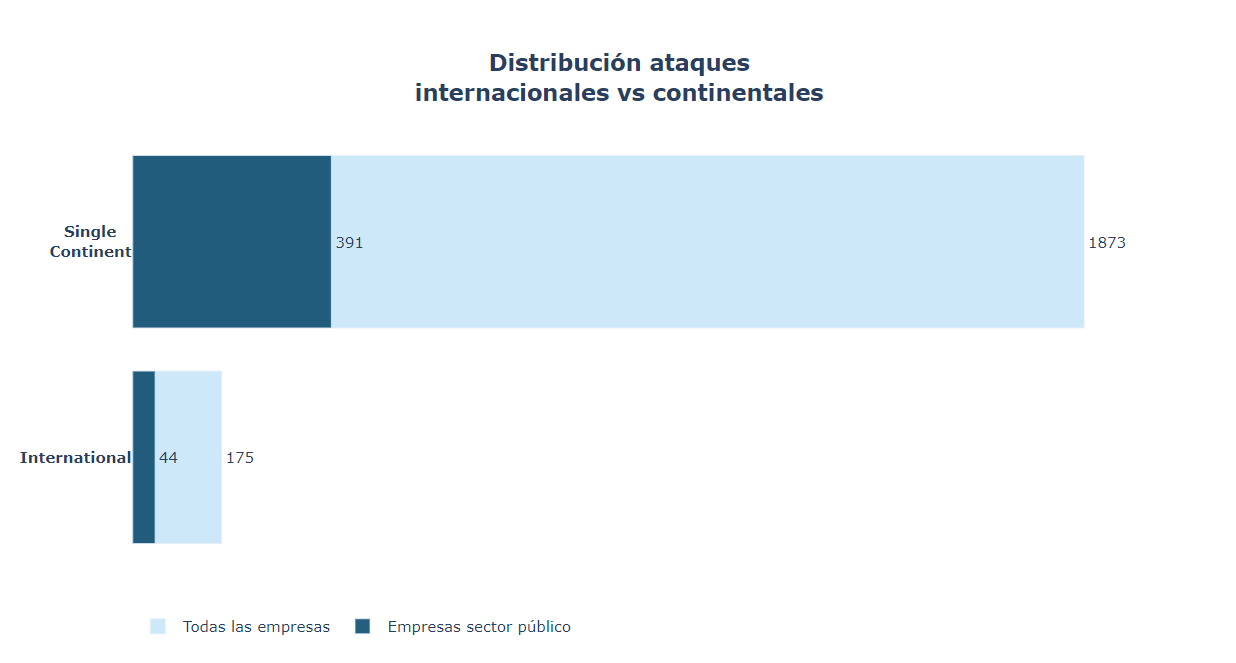 Distribución ataques
internacionales vs continentales
Single
Continent
391
1873
International
44
175
Todas las empresas
Empresas sector público